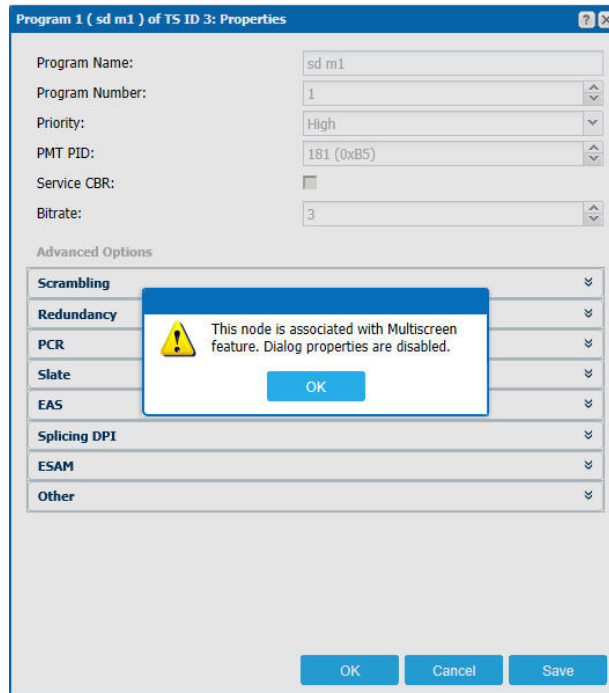 Program 1 ( sd m1 ) of TS ID 3: Properties
Program Name: sd m1
Program Number: 1
Priority: High
PMT PID: 181 (0xB5)
Service CBR:
Bitrate: 3
Advanced Options
Scrambling
Redundancy
PCR
Slate
EAS
Splicing DPI
ESAM
Other
This node is associated with Multiscreen
feature. Dialog properties are disabled.
OK
OK Cancel Save